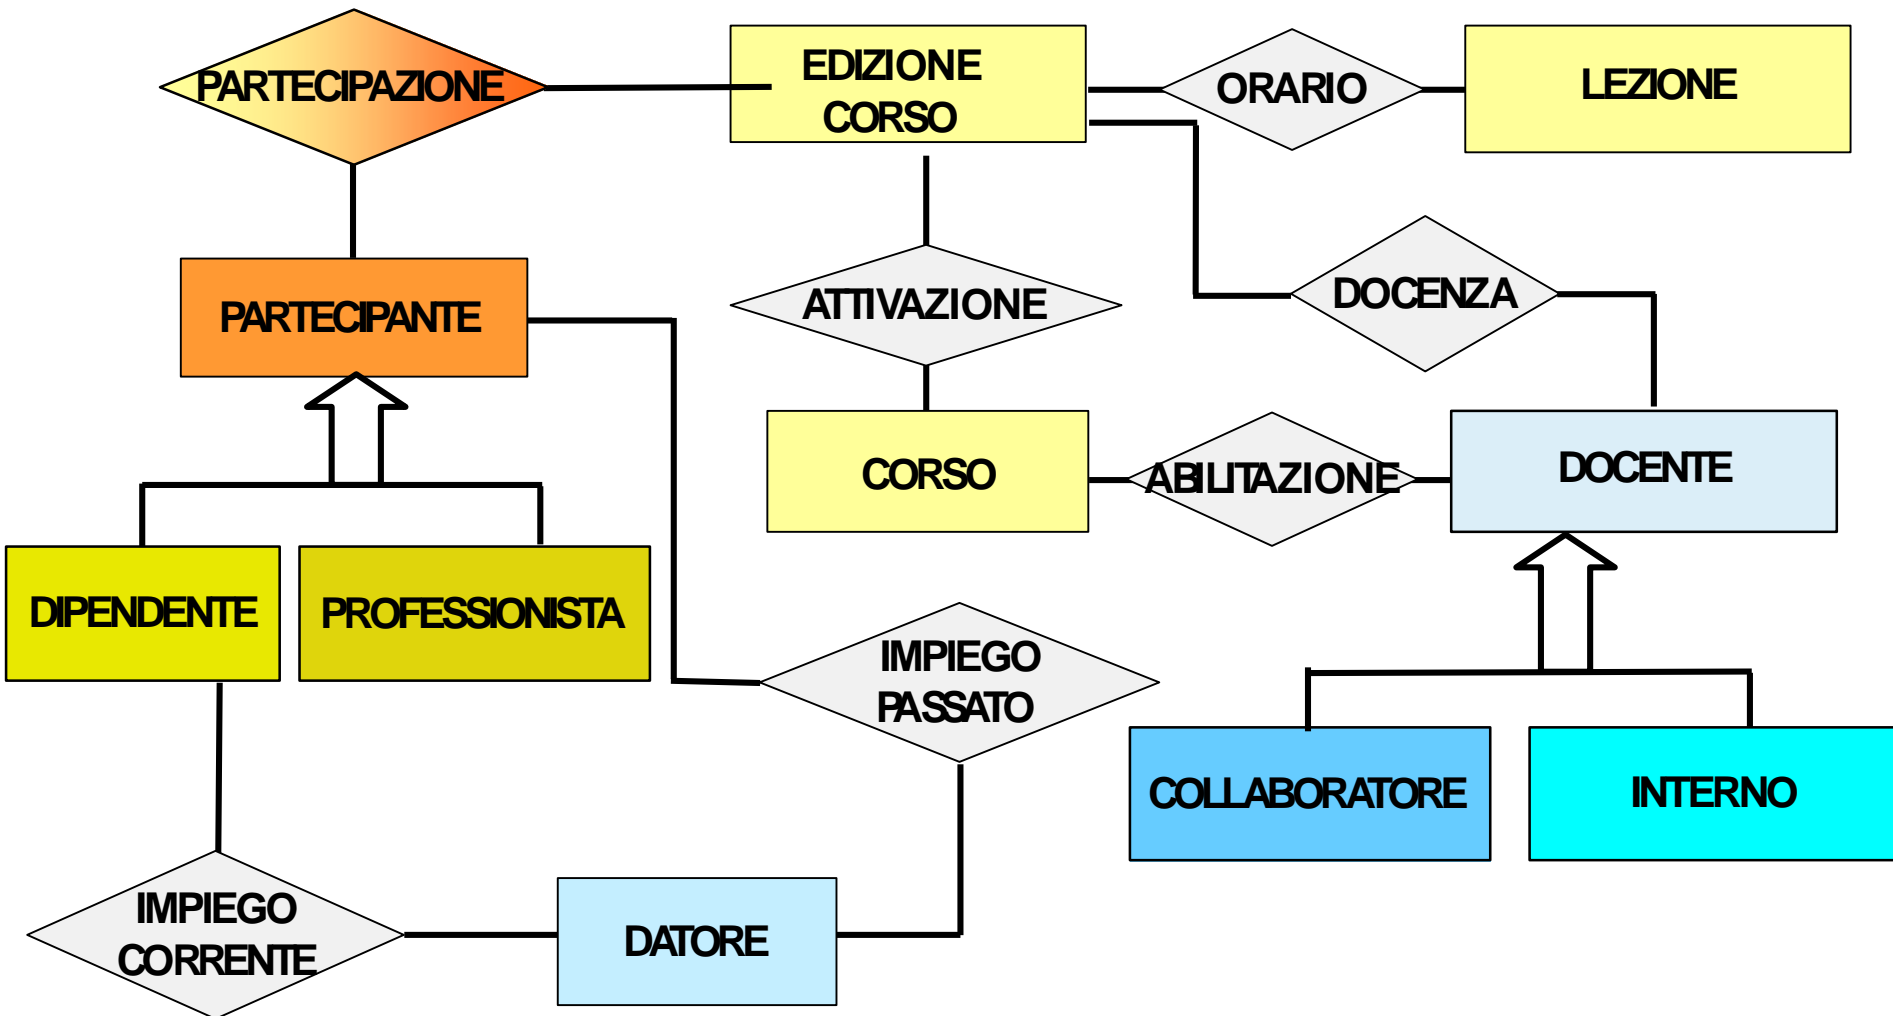 PARTECIPAZIONE
EDIZIONE
CORSO
ORARIO
LEZIONE
PARTECIPANTE
ATTIVAZIONE
DOCENZA
CORSO
ABILITAZIONE
DOCENTE
DIPENDENTE
PROFESSIONISTA
IMPIEGO
PASSATO
COLLABORATORE
INTERNO
IMPIEGO
CORRENTE
DATORE